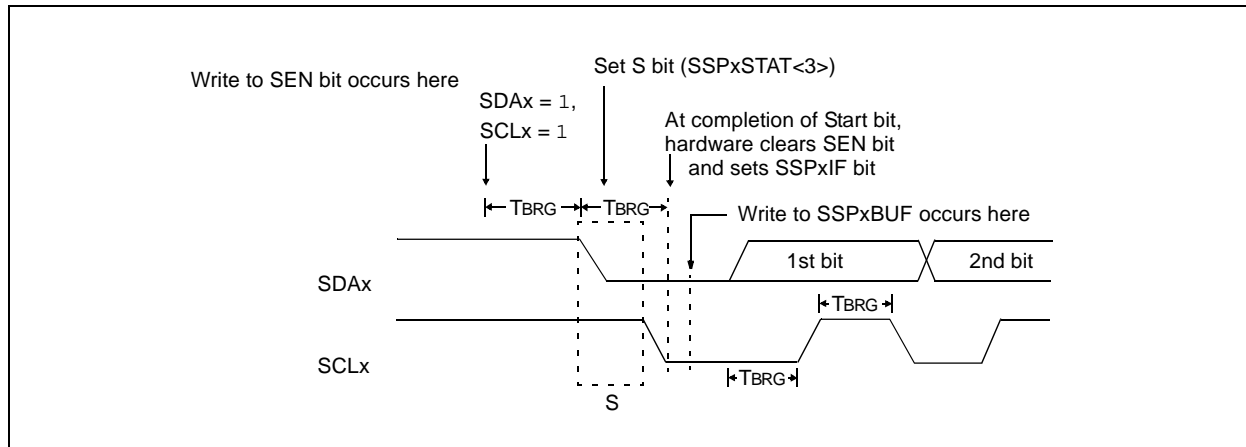 Write to SEN bit occurs here
Set S bit (SSPxSTAT<3>)
SDAx = 1,
SCLx = 1
At completion of Start bit,
hardware clears SEN bit
and sets SSPxIF bit
TBRG
TBRG
Write to SSPxBUF occurs here
SDAx
1st bit
2nd bit
TBRG
SCLx
TBRG
S